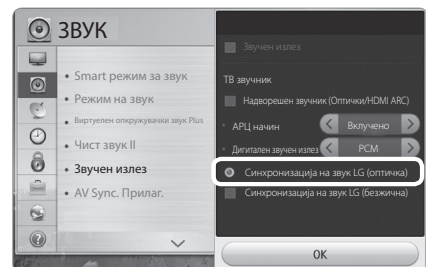 ЗВУК
Smart режим за звук
Режим на звук
Виртуелен опкружувачки звук Plus
Чист звук II
Звучен излез
AV Sync. Прилаг.
Звучен излез
ТВ звучник
Надворешен звучник (Оптички/HDMI ARC)
АРЦ начин Вклучено
Дигитален звучен излез PCM
Синхронизација на звук LG (оптичка)
Синхронизација на звук LG (безжична)
ОК